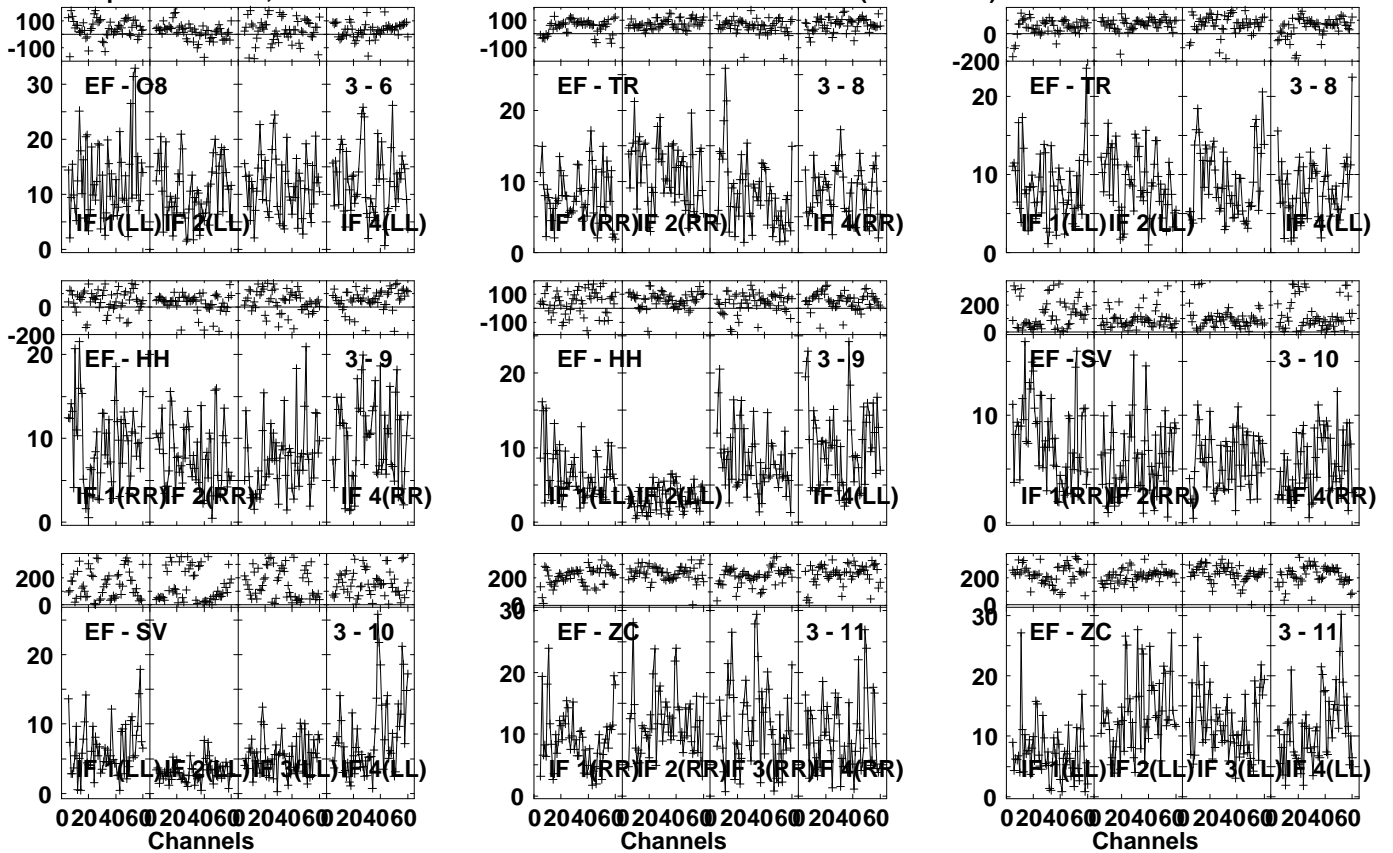 100
-100
30
20
10
0
EF - O8
3 - 6
IF 1(LL)
IF 2(LL)
IF 4(LL)
100
-100
20
10
0
EF - TR
3 - 8
IF 1(RR)
IF 2(RR)
IF 4(RR)
0
-200
20
10
0
EF - TR
3 - 8
IF 1(LL)
IF 2(LL)
IF 4(LL)
0
-200
20
10
0
EF - HH
3 - 9
IF 1(RR)
IF 2(RR)
IF 4(RR)
100
-100
20
10
0
EF - HH
3 - 9
IF 1(LL)
IF 2(LL)
IF 4(LL)
200
0
10
0
EF - SV
3 - 10
IF 1(RR)
IF 2(RR)
IF 4(RR)
200
0
20
10
0
EF - SV
3 - 10
IF 1(LL)
IF 2(LL)
IF 3(LL)
IF 4(LL)
0 20 40 60 0 20 40 60 0 20 40 60 0 20 40 60
Channels
200
0
30
20
10
0
EF - ZC
3 - 11
IF 1(RR)
IF 2(RR)
IF 3(RR)
IF 4(RR)
0 20 40 60 0 20 40 60 0 20 40 60 0 20 40 60
Channels
200
0
30
20
10
0
EF - ZC
3 - 11
IF 1(LL)
IF 2(LL)
IF 3(LL)
IF 4(LL)
0 20 40 60 0 20 40 60 0 20 40 60 0 20 40 60
Channels